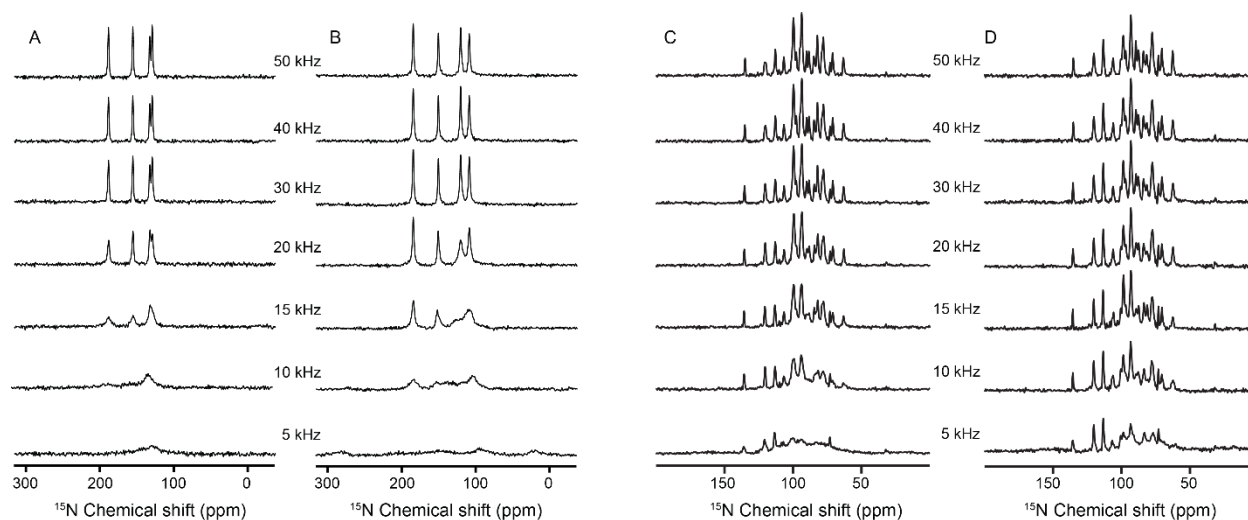 A B C D
50 kHz 50 kHz
40 kHz 40 kHz
30 kHz 30 kHz
20 kHz 20 kHz
15 kHz 15 kHz
10 kHz 10 kHz
5 kHz 5 kHz
300 200 100 0 300 200 100 0 150 100 50 150 100 50
¹⁵N Chemical shift (ppm) ¹⁵N Chemical shift (ppm) ¹⁵N Chemical shift (ppm) ¹⁵N Chemical shift (ppm)